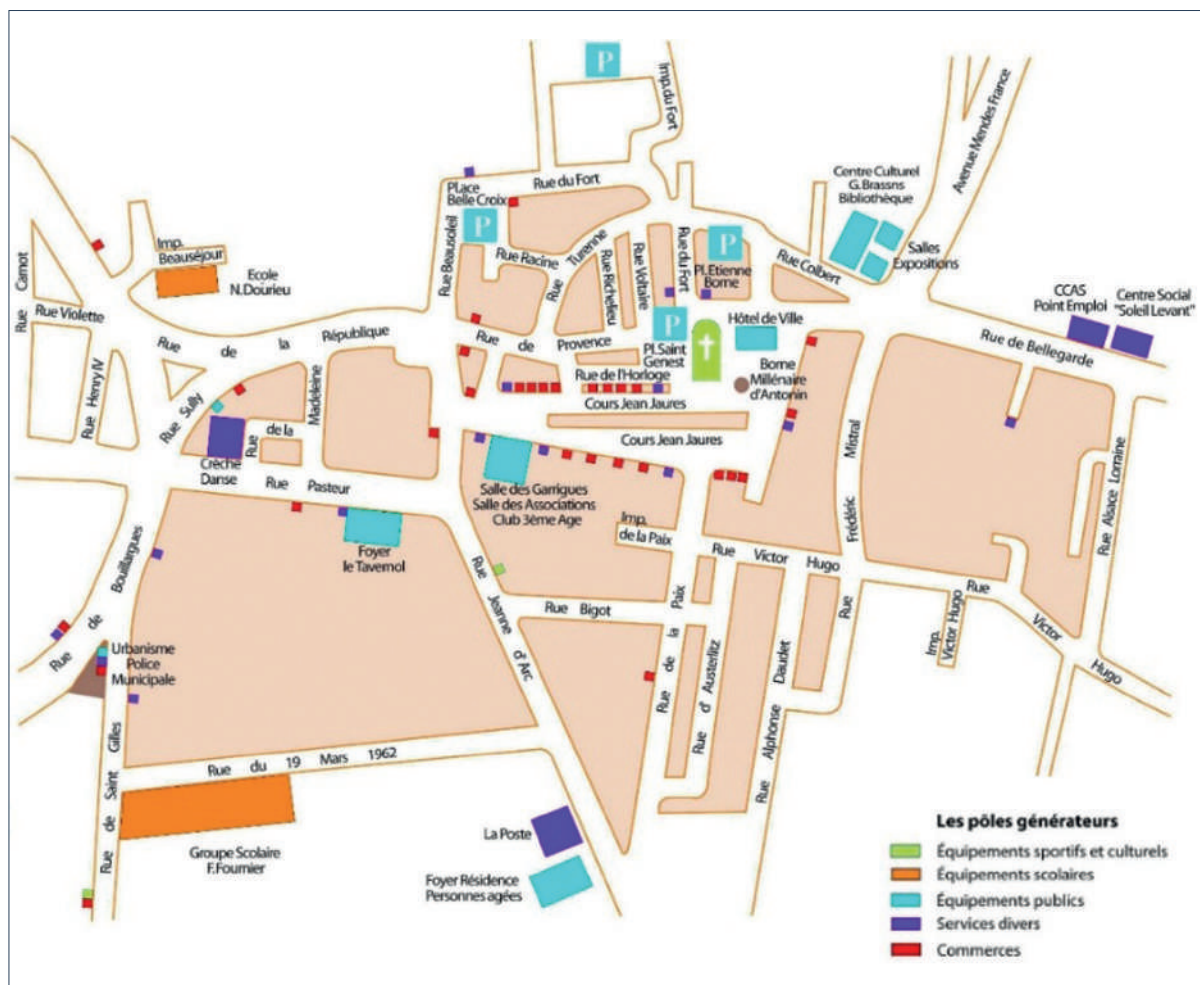 P
Imp.du Fort
Avenue Mendes France
Rue du Fort
Place
Belle Croix
P
Centre Culturel
G.Brassns
Bibliothèque
Salles
Expositions
Imp.
Beauséjour
Ecole
N.Dourieu
Rue Carnot
Rue Violette
Rue Beausoleil
Rue Racine
Rue Turenne
Rue Richelieu
Rue Voltaire
Rue du Fort
P
Pl.Etienne
Borne
Rue Colbert
CCAS
Point Emploi
Centre Social
"Soleil Levant"
Rue de la République
Rue de Provence
P
Pl.Saint
Genest
Hôtel de Ville
Rue de Bellegarde
Rue Henry IV
Rue Sully
Madeleine
de la
Rue
Rue de l'Horloge
Cours Jean Jaures
Cours Jean Jaures
Borne
Millénaire
d'Antonin
Crèche
Danse
Rue Pasteur
Salle des Garrigues
Salle des Associations
Club 3ème Age
Rue Frédéric Mistral
Rue Alsace Lorraine
Foyer
le Tavernol
Imp.
de la Paix
Rue Victor Hugo
Rue Victor Hugo
Imp.
Victor Hugo
Rue de Bouillargues
Rue Jeanne d'Arc
Rue Bigot
Rue de la Paix
Rue d'Austerlitz
Rue Alphonse Daudet
Urbanisme
Police
Municipale
Rue de Saint Gilles
Rue du 19 Mars 1962
Groupe Scolaire
F.Fournier
La Poste
Foyer Résidence
Personnes agées
Les pôles générateurs
Équipements sportifs et culturels
Équipements scolaires
Équipements publics
Services divers
Commerces